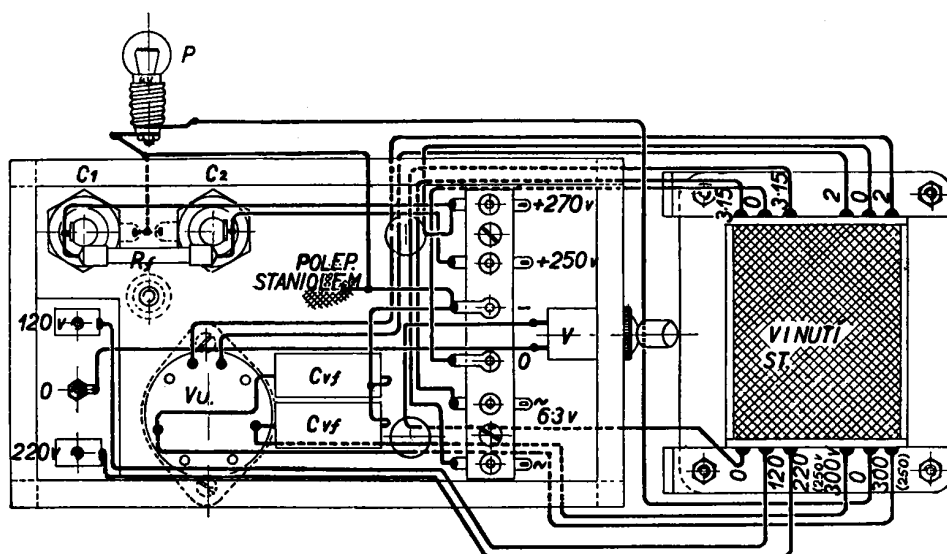 P
4V
C1
C2
Rf
POLEP.
STANIOLEM
+270v
+250v
-
0
~
6·3v
~
V
120v
0
220v
Vu.
Cvf
Cvf
3·15
0
3·15
2
0
2
VINUTÍ
ST.
0
120
220
(250v)
300v
0
300
(250)